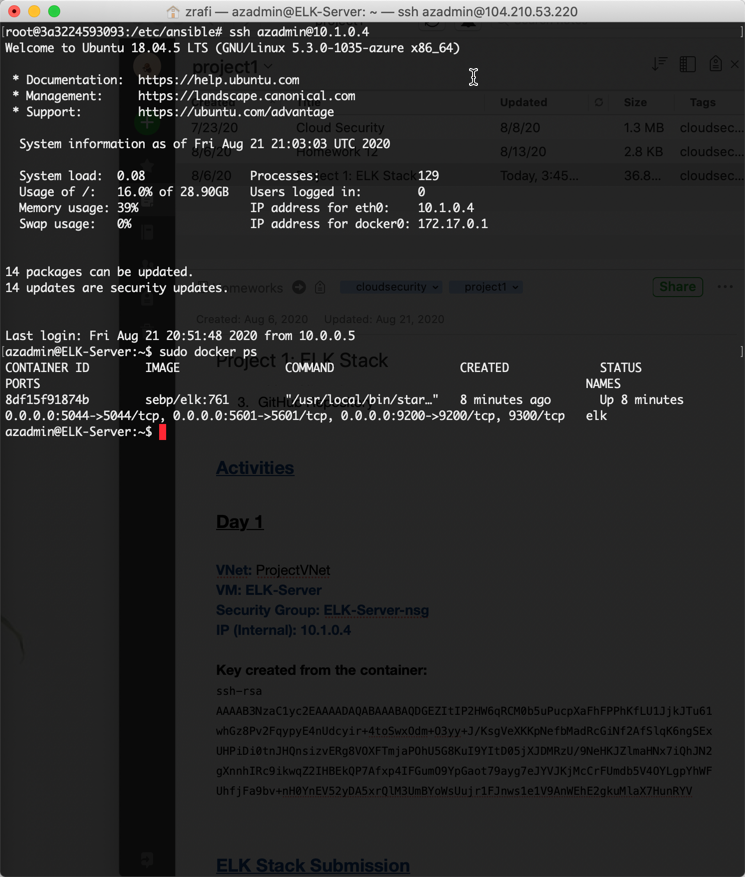 zrafi — azadmin@ELK-Server: ~ — ssh azadmin@104.210.53.220
[root@3a3224593093:/etc/ansible# ssh azadmin@10.1.0.4 ]
Welcome to Ubuntu 18.04.5 LTS (GNU/Linux 5.3.0-1035-azure x86_64)
project1
* Documentation: https://help.ubuntu.com
* Management: https://landscape.canonical.com
* Support: https://ubuntu.com/advantage
Created Title Updated Size Tags
7/23/20 Cloud Security 8/8/20 1.3 MB cloudsec...
System information as of Fri Aug 21 21:03:03 UTC 2020
8/6/20 Homework 12 8/13/20 2.8 KB cloudsec...
8/6/20 Project 1: ELK Stack Today, 3:45... 36.8... cloudsec...
System load: 0.08 Processes: 129
Usage of /: 16.0% of 28.90GB Users logged in: 0
Memory usage: 39% IP address for eth0: 10.1.0.4
Swap usage: 0% IP address for docker0: 172.17.0.1
14 packages can be updated.
14 updates are security updates.
cloudsecurity project1 Share ...
Created: Aug 6, 2020 Updated: Aug 21, 2020
Last login: Fri Aug 21 20:51:48 2020 from 10.0.0.5
[azadmin@ELK-Server:~$ sudo docker ps ]
Project 1: ELK Stack
CONTAINER ID IMAGE COMMAND CREATED STATUS
PORTS NAMES
8df15f91874b sebp/elk:761 "/usr/local/bin/star…" 8 minutes ago Up 8 minutes
3. GitHub
0.0.0.0:5044->5044/tcp, 0.0.0.0:5601->5601/tcp, 0.0.0.0:9200->9200/tcp, 9300/tcp elk
azadmin@ELK-Server:~$
Activities
Day 1
VNet: ProjectVNet
VM: ELK-Server
Security Group: ELK-Server-nsg
IP (Internal): 10.1.0.4
Key created from the container:
ssh-rsa
AAAAB3NzaC1yc2EAAAADAQABAAABAQDGEZItIP2HW6qRCM0b5uPucpXaFhFPPhKfLU1JjkJTu61
whGz8Pv2FqypyE4nUdcyir+4toSwxOdm+O3yy+J/KsgVeXKKpNefbMadRcGiNf2AfSlqK6ngSEx
UHPiDi0tnJHQnsizvERg8VOXFTmjaPOhU5G8KuI9YItD05jXJDMRzU/9NeHKJZlmaHNx7iQhJN2
gXnnhIRc9ikwqZ2IHBEkQP7Afxp4IFGumO9YpGaot79ayg7eJYVJKjMcCrFUmdb5V4OYLgpYhWF
UhfjFa9bv+nH0YnEV52yDA5xrQlM3UmBYoWsUujr1FJnws1e1V9AnWEhE2gkuMlaX7HunRYV
ELK Stack Submission